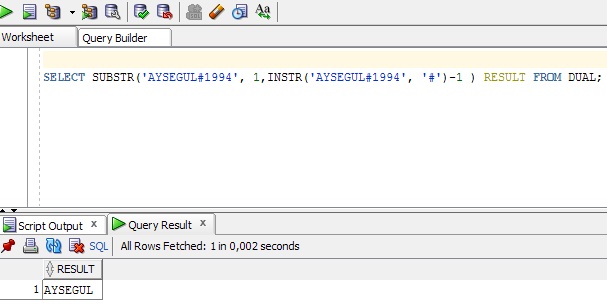 Worksheet Query Builder
SELECT SUBSTR('AYSEGUL#1994', 1,INSTR('AYSEGUL#1994', '#')-1 ) RESULT FROM DUAL;
Script Output x Query Result x
SQL All Rows Fetched: 1 in 0,002 seconds
RESULT
1 AYSEGUL